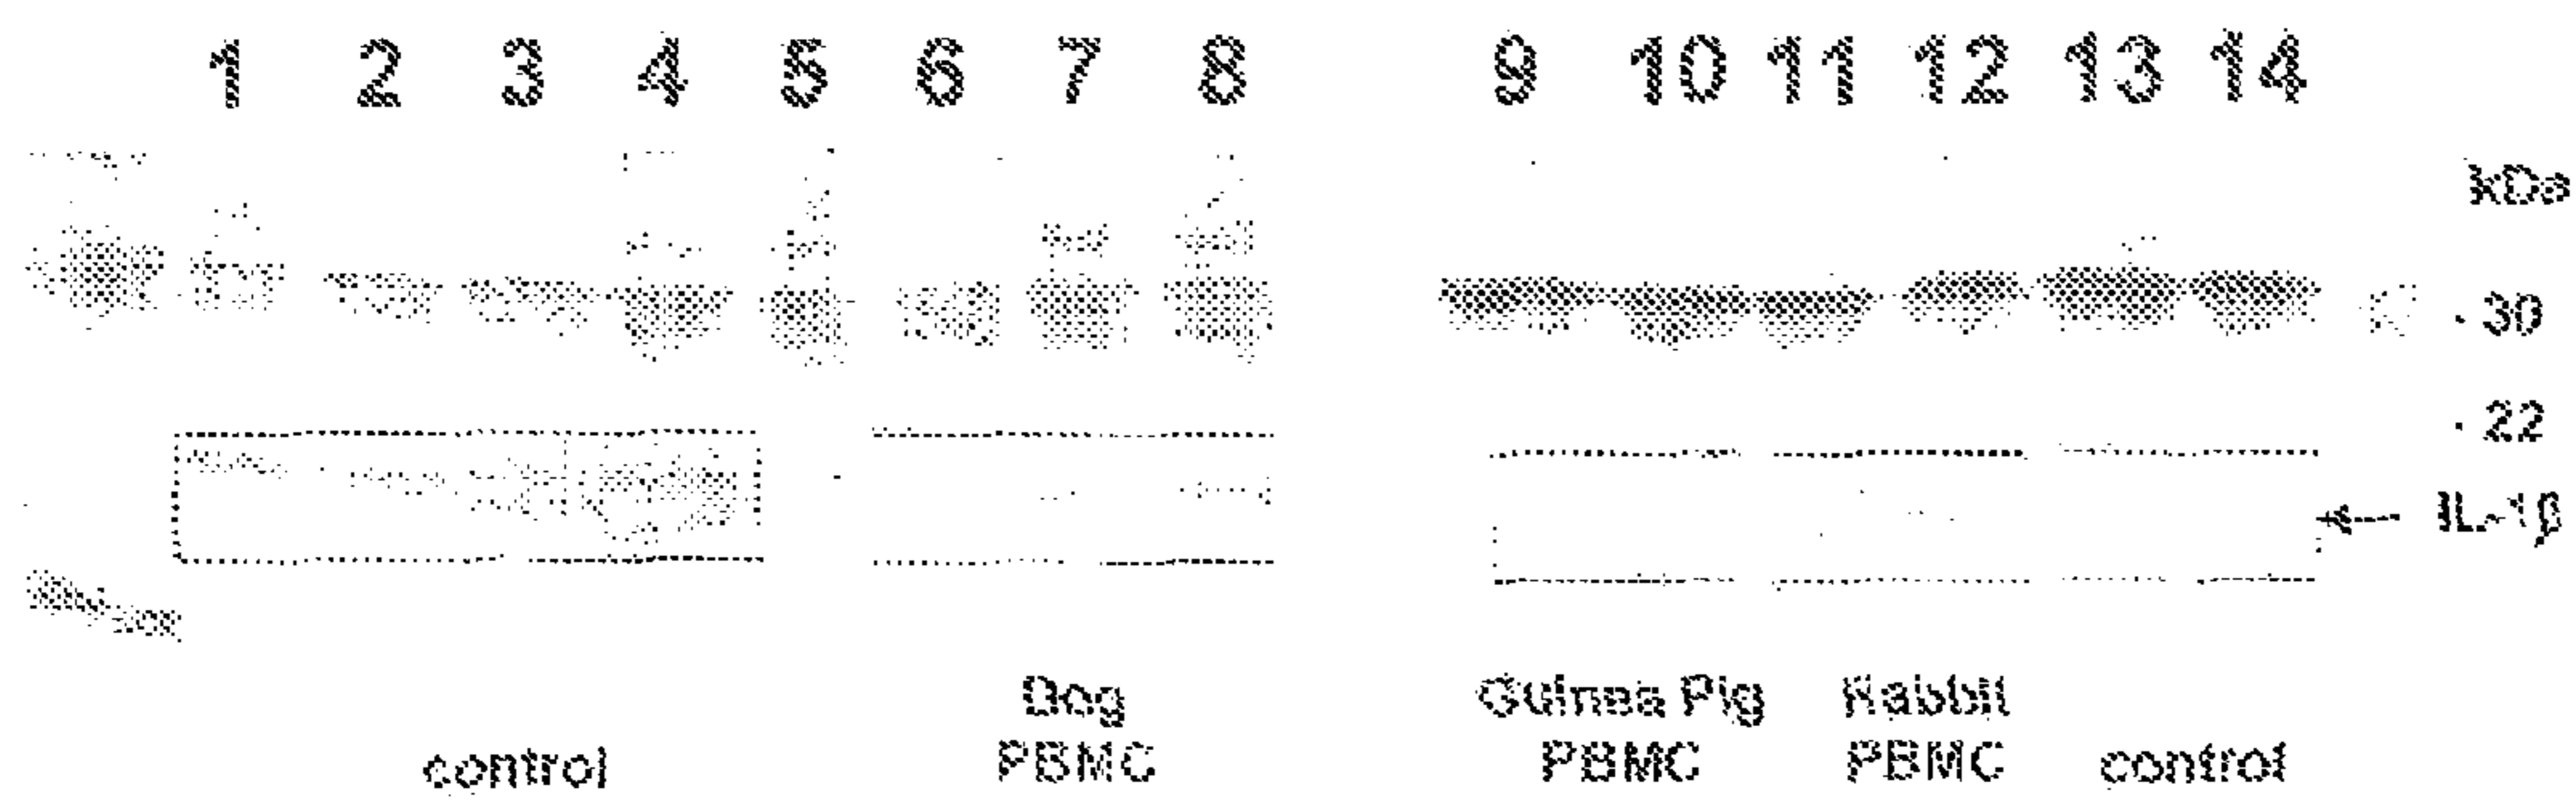 1 2 3 4 5 6 7 8 9 10 11 12 13 14
kDa
30
22
IL-1β
Dog Guinea Pig Rabbit
control PBMC PBMC PBMC control